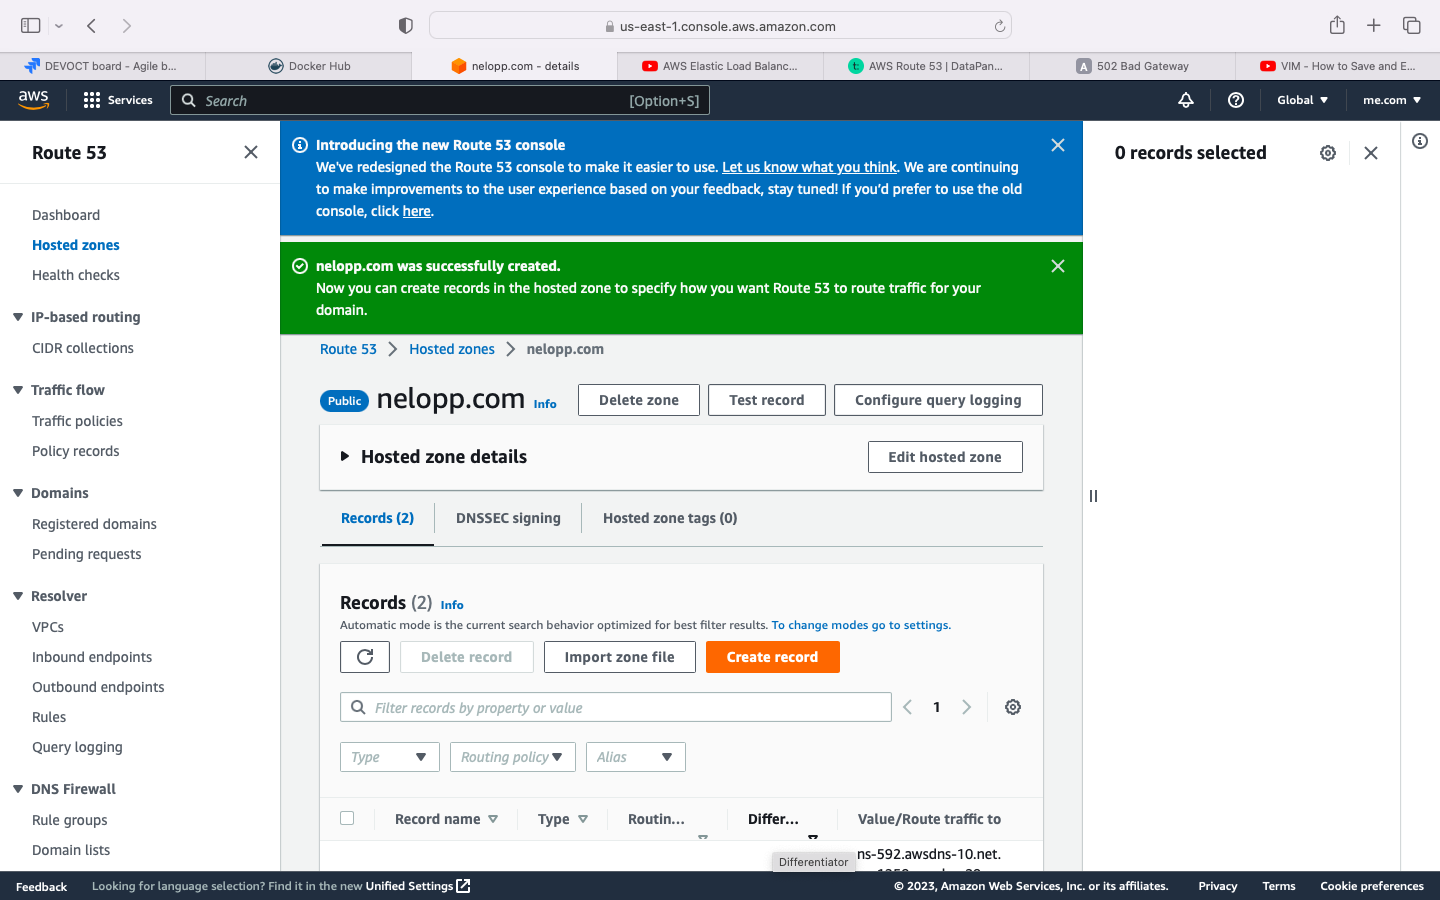 us-east-1.console.aws.amazon.com
DEVOCT board - Agile b...
Docker Hub
nelopp.com - details
AWS Elastic Load Balanc...
AWS Route 53 | DataPan...
A
502 Bad Gateway
VIM - How to Save and E...
aws
Services
Search
[Option+S]
Global
me.com
Route 53
Dashboard
Hosted zones
Health checks
IP-based routing
CIDR collections
Traffic flow
Traffic policies
Policy records
Domains
Registered domains
Pending requests
Resolver
VPCs
Inbound endpoints
Outbound endpoints
Rules
Query logging
DNS Firewall
Rule groups
Domain lists
Introducing the new Route 53 console
We've redesigned the Route 53 console to make it easier to use. Let us know what you think. We are continuing
to make improvements to the user experience based on your feedback, stay tuned! If you'd prefer to use the old
console, click here.
nelopp.com was successfully created.
Now you can create records in the hosted zone to specify how you want Route 53 to route traffic for your
domain.
Route 53 > Hosted zones > nelopp.com
Public nelopp.com Info
Delete zone
Test record
Configure query logging
Hosted zone details
Edit hosted zone
Records (2)
DNSSEC signing
Hosted zone tags (0)
Records (2) Info
Automatic mode is the current search behavior optimized for best filter results. To change modes go to settings.
Delete record
Import zone file
Create record
Filter records by property or value
1
Type
Routing policy
Alias
Record name
Type
Routin...
Differ...
Value/Route traffic to
ns-592.awsdns-10.net.
Differentiator
0 records selected
Feedback
Looking for language selection? Find it in the new Unified Settings
© 2023, Amazon Web Services, Inc. or its affiliates.
Privacy
Terms
Cookie preferences